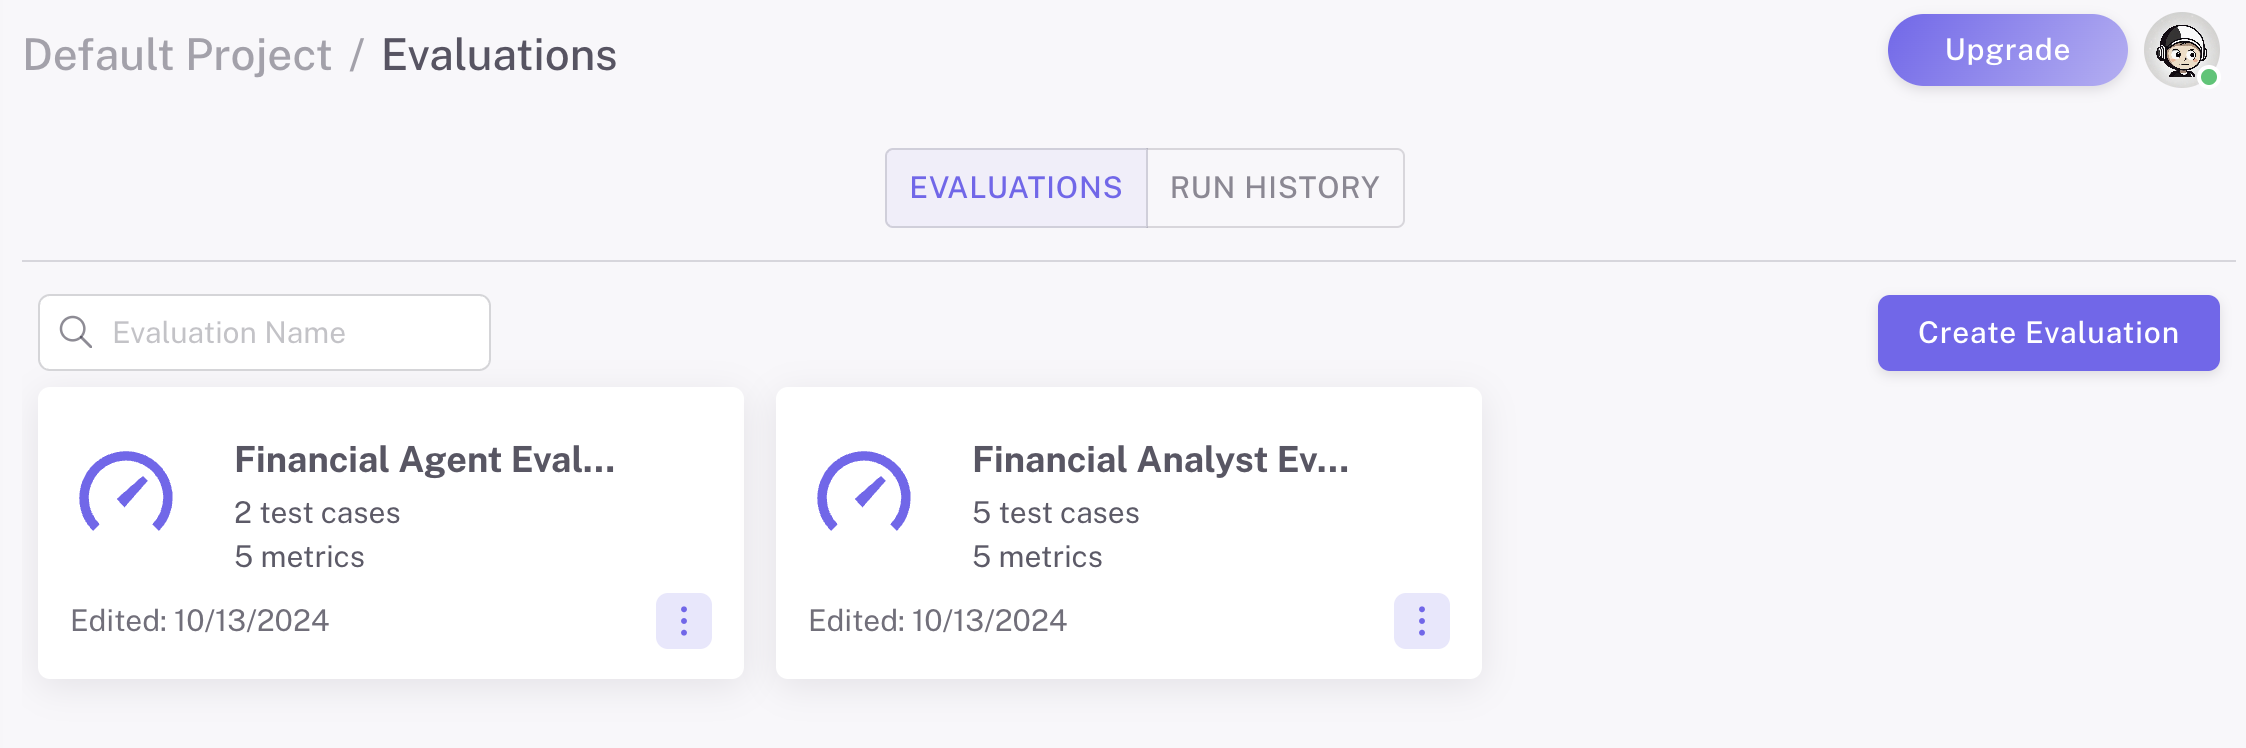 Default Project / Evaluations
Upgrade
EVALUATIONS
RUN HISTORY
Evaluation Name
Create Evaluation
Financial Agent Eval...
2 test cases
5 metrics
Edited: 10/13/2024
Financial Analyst Ev...
5 test cases
5 metrics
Edited: 10/13/2024